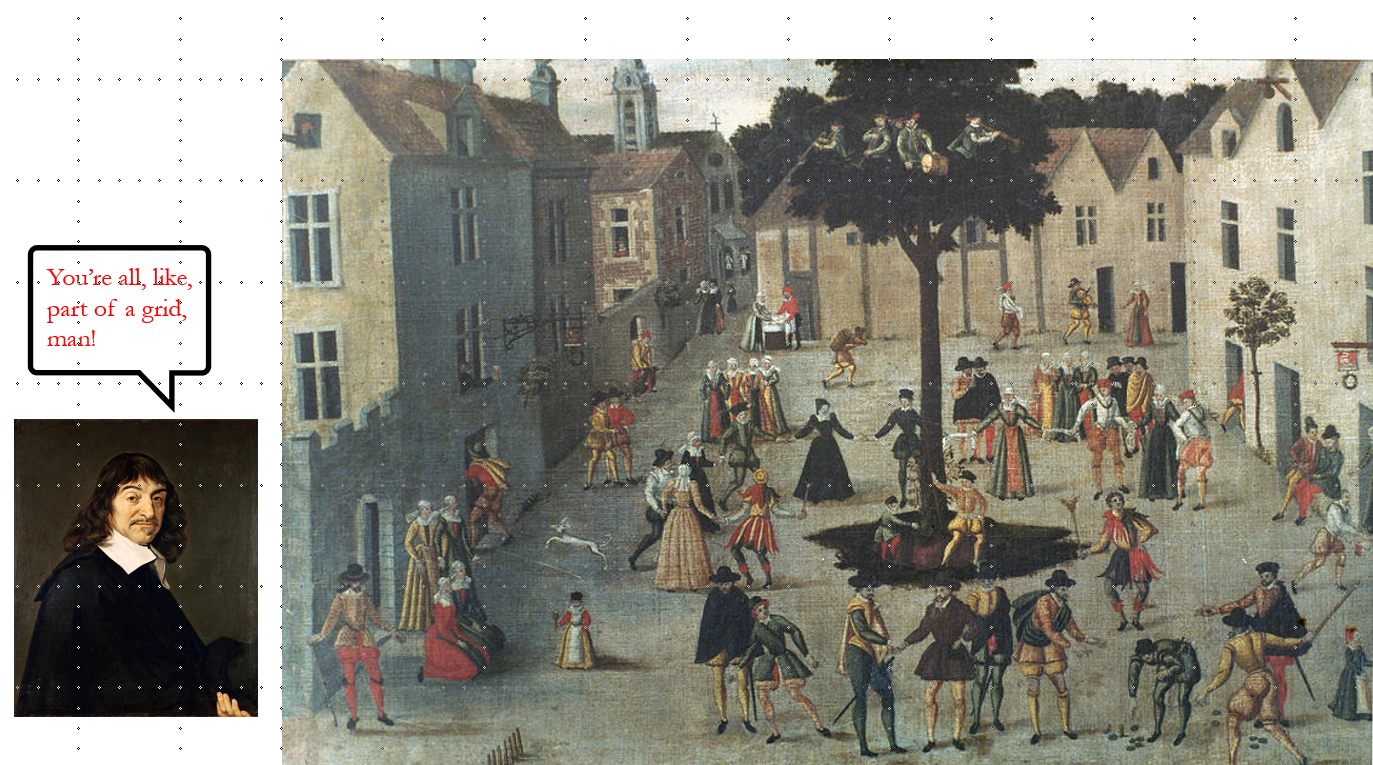 You’re all, like,
part of a grid,
man!